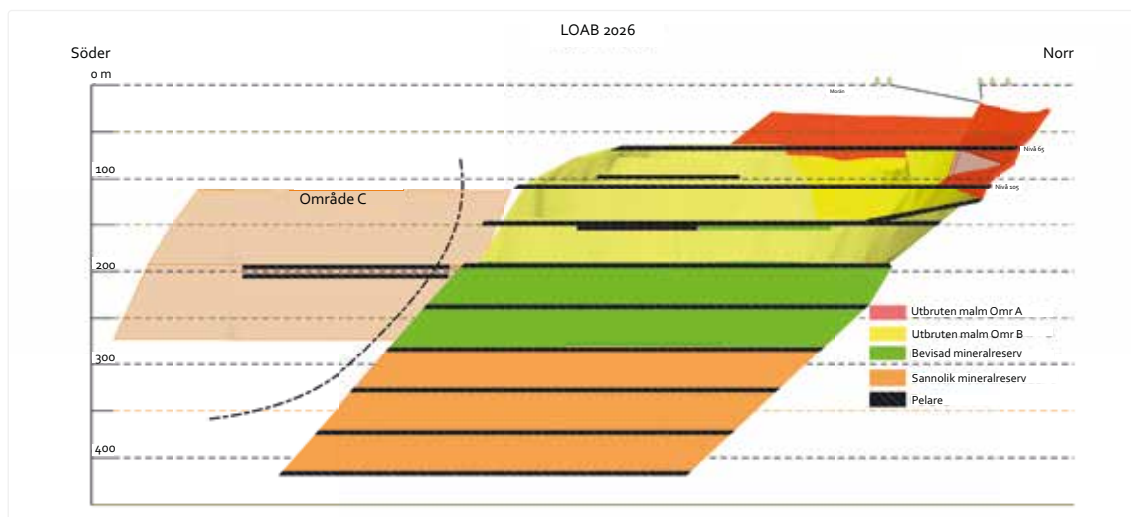 LOAB 2026
Söder
Norr
0 m
Nivå 65
100
Nivå 105
Område C
200
Utbruten malm Omr A
Utbruten malm Omr B
300
Bevisad mineralreserv
Sannolik mineralreserv
Pelare
400